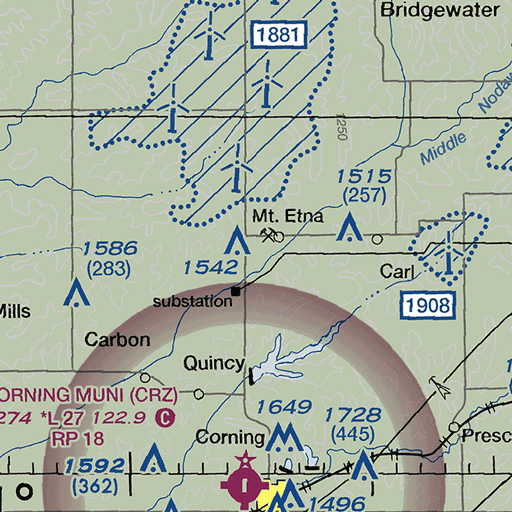 Bridgewater
1881
1250
Nodaw
Middle
1515
(257)
Mt. Etna
1586
(283)
1542
Carl
substation
1908
Mills
Carbon
Quincy
ORNING MUNI (CRZ)
274 *L 27 122.9 C
RP 18
1649
1728
(445)
Corning
Presc
1592
(362)
1496